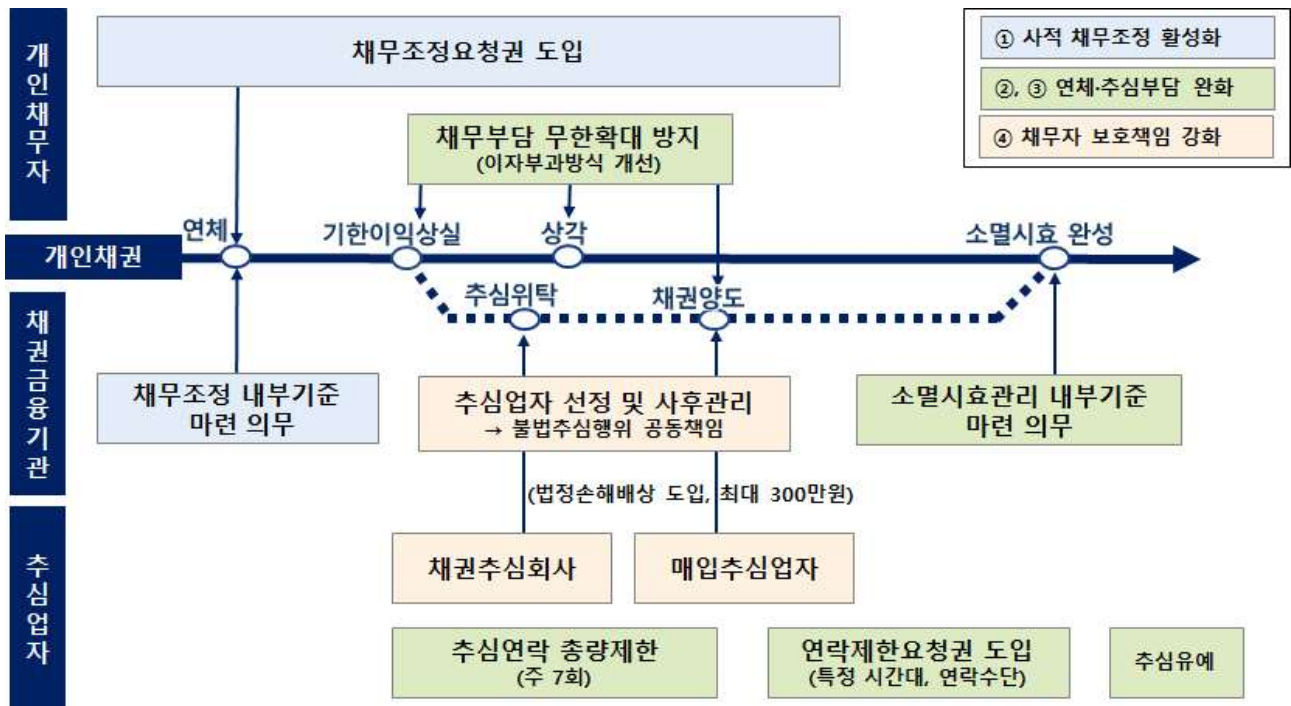 개인채무자
채무조정요청권 도입
① 사적 채무조정 활성화
②, ③ 연체·추심부담 완화
④ 채무자 보호책임 강화
채무부담 무한확대 방지
(이자부과방식 개선)
연체
기한이익상실
상각
소멸시효 완성
개인채권
추심위탁
채권양도
채권금융기관
채무조정 내부기준
마련 의무
추심업자 선정 및 사후관리
→ 불법추심행위 공동책임
소멸시효관리 내부기준
마련 의무
(법정손해배상 도입, 최대 300만원)
추심업자
채권추심회사
매입추심업자
추심연락 총량제한
(주 7회)
연락제한요청권 도입
(특정 시간대, 연락수단)
추심유예